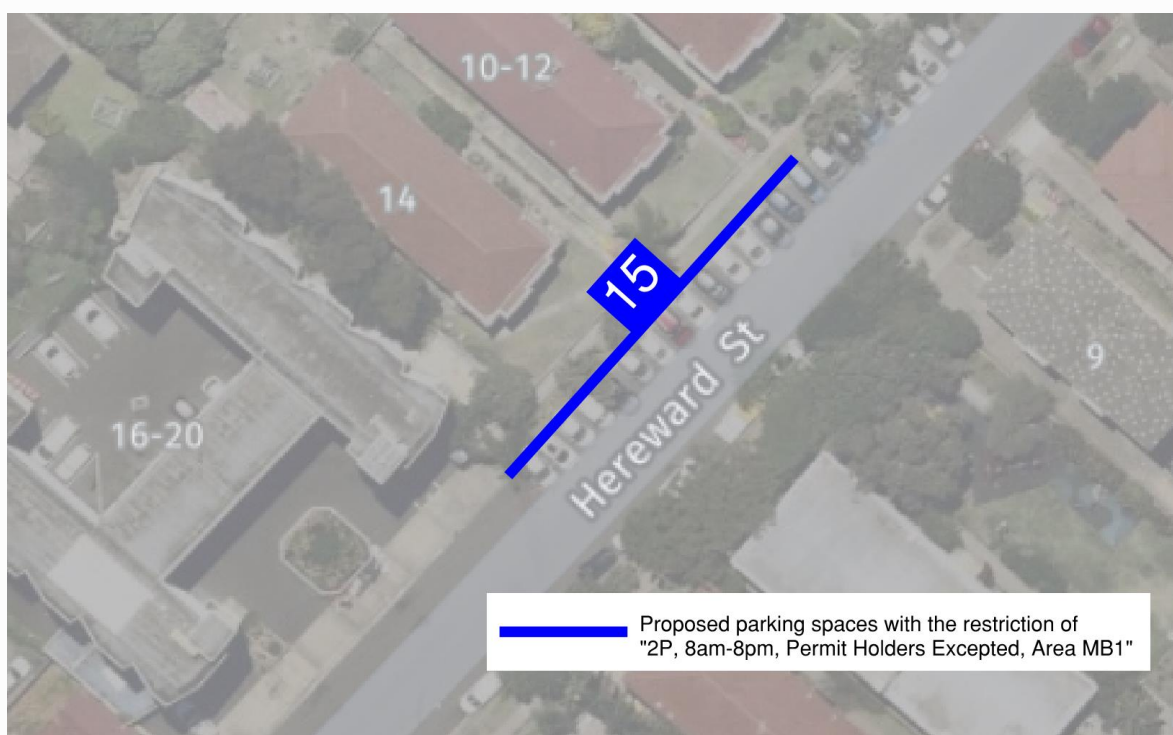 10-12
14
15
9
16-20
Hereward St
Proposed parking spaces with the restriction of
"2P, 8am-8pm, Permit Holders Excepted, Area MB1"